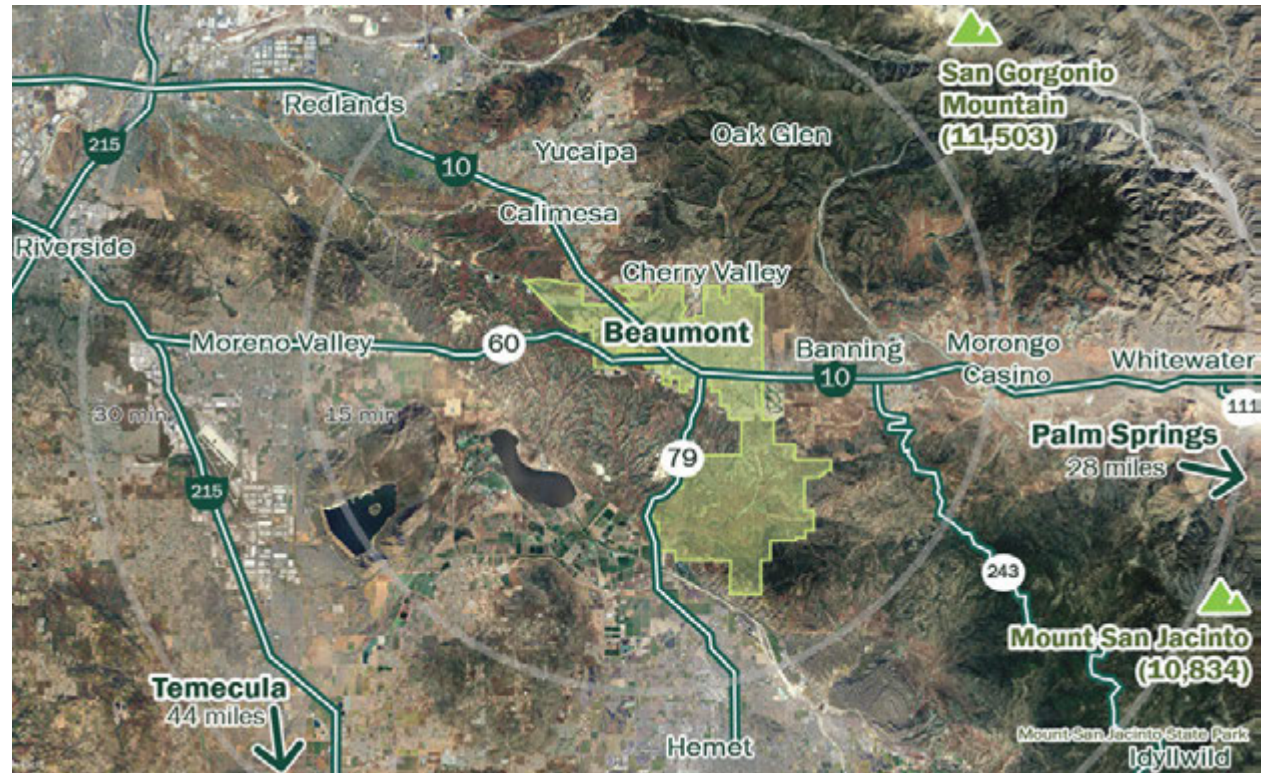 San Gorgonio
Mountain
(11,503)
Redlands
Oak Glen
215
Yucaipa
10
Calimesa
Riverside
Cherry Valley
Beaumont
Moreno Valley
60
Banning
Morongo
Casino
Whitewater
10
30 min.
15 min.
111
Palm Springs
28 miles
79
215
243
Mount San Jacinto
(10,834)
Temecula
44 miles
Mount San Jacinto State Park
Hemet
Idyllwild